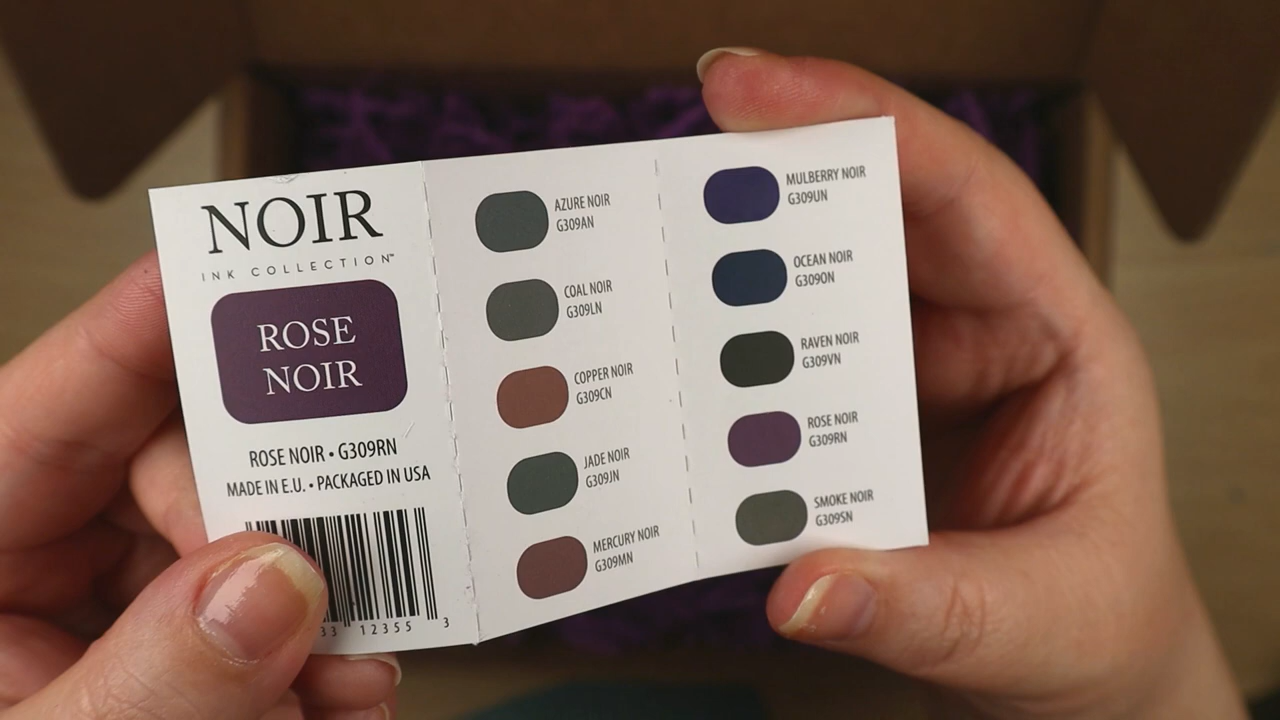 NOIR
INK COLLECTION™
ROSE
NOIR
ROSE NOIR • G309RN
MADE IN E.U. • PACKAGED IN USA
33 12355 3
AZURE NOIR
G309AN
COAL NOIR
G309LN
COPPER NOIR
G309CN
JADE NOIR
G309JN
MERCURY NOIR
G309MN
MULBERRY NOIR
G309UN
OCEAN NOIR
G309ON
RAVEN NOIR
G309VN
ROSE NOIR
G309RN
SMOKE NOIR
G309SN